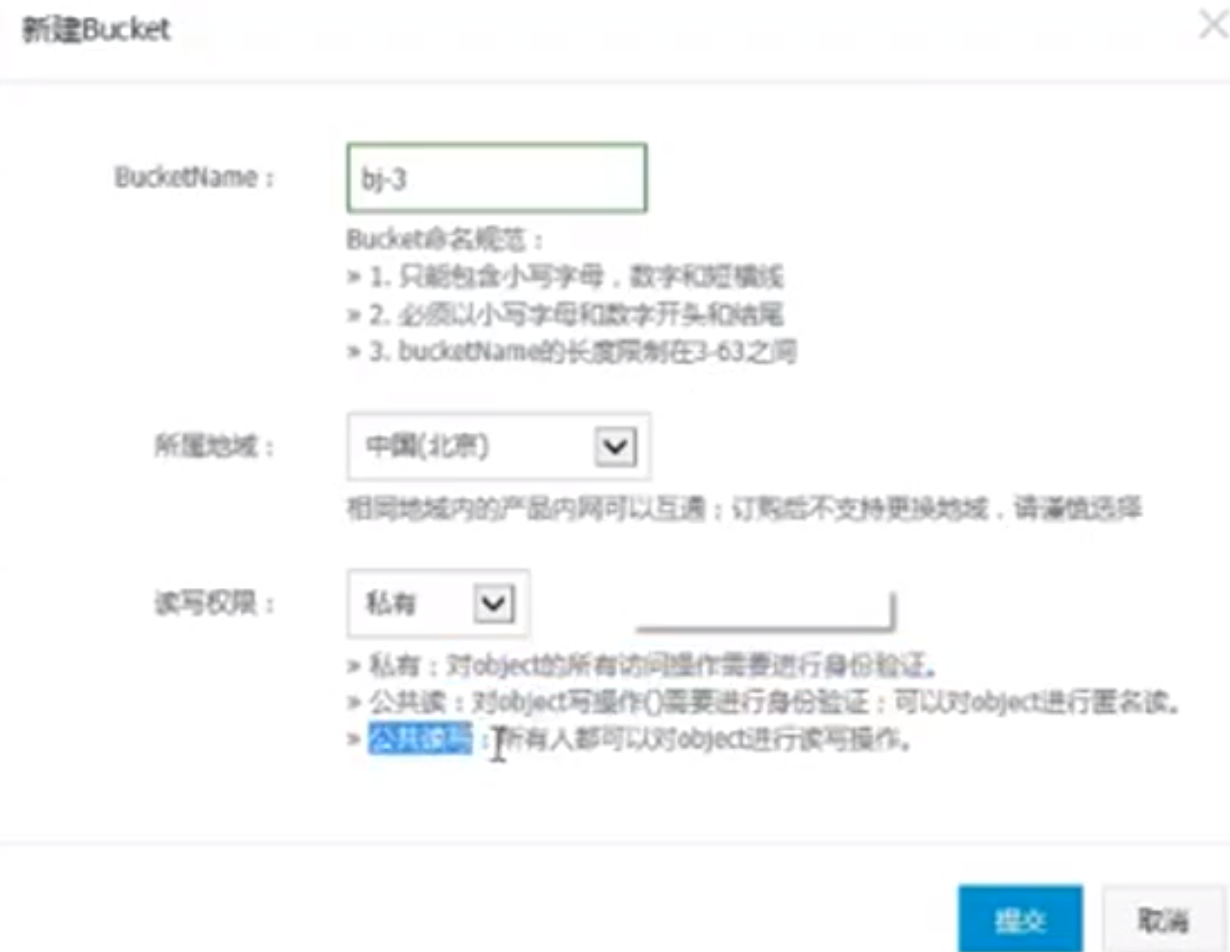 新建Bucket
BucketName：
bj-3
Bucket命名规范：
» 1. 只能包含小写字母，数字和短横线
» 2. 必须以小写字母和数字开头和结尾
» 3. bucketName的长度限制在3-63之间
所属地域：
中国(北京)
相同地域内的产品内网可以互通；订购后不支持更换地域，请谨慎选择
读写权限：
私有
» 私有：对object的所有访问操作需要进行身份验证。
» 公共读：对object写操作()需要进行身份验证；可以对object进行匿名读。
» 公共读写：所有人都可以对object进行读写操作。
提交
取消